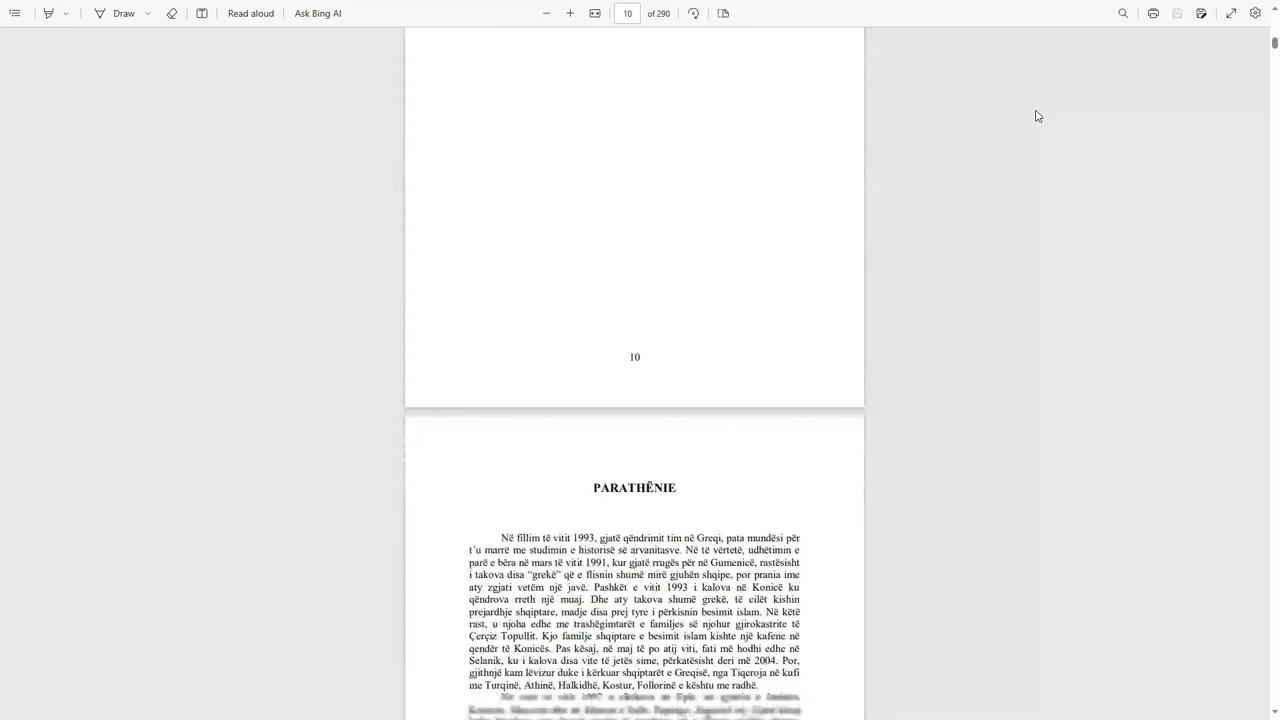 Draw
Read aloud
Ask Bing AI
10
of 290
10
PARATHËNIE
Në fillim të vitit 1993, gjatë qëndrimit tim në Greqi, pata mundësi për
t'u marrë me studimin e historisë së arvanitasve. Në të vërtetë, udhëtimin e
parë e bëra në mars të vitit 1991, kur gjatë rrugës për në Gumenicë, rastësisht
i takova disa “grekë” që e flisnin shumë mirë gjuhën shqipe, por prania ime
aty zgjati vetëm një javë. Pashkët e vitit 1993 i kalova në Konicë ku
qëndrova rreth një muaj. Dhe aty takova shumë grekë, të cilët kishin
prejardhje shqiptare, madje disa prej tyre i përkisnin besimit islam. Në këtë
rast, u njoha edhe me trashëgimtarët e familjes së njohur gjirokastrite të
Çerçiz Topullit. Kjo familje shqiptare e besimit islam kishte një kafene në
qendër të Konicës. Pas kësaj, në maj të po atij viti, fati më hodhi edhe në
Selanik, ku i kalova disa vite të jetës sime, përkatësisht deri më 2004. Por,
gjithnjë kam lëvizur duke i kërkuar shqiptarët e Greqisë, nga Tiqeroja në kufi
me Turqinë, Athinë, Halkidhë, Kostur, Follorinë e kështu me radhë.